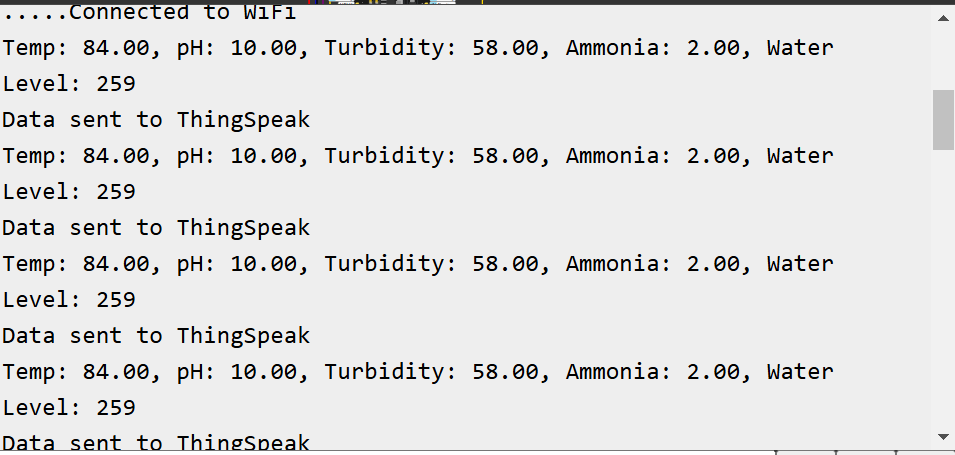 .....Connected to WiFi
Temp: 84.00, pH: 10.00, Turbidity: 58.00, Ammonia: 2.00, Water
Level: 259
Data sent to ThingSpeak
Temp: 84.00, pH: 10.00, Turbidity: 58.00, Ammonia: 2.00, Water
Level: 259
Data sent to ThingSpeak
Temp: 84.00, pH: 10.00, Turbidity: 58.00, Ammonia: 2.00, Water
Level: 259
Data sent to ThingSpeak
Temp: 84.00, pH: 10.00, Turbidity: 58.00, Ammonia: 2.00, Water
Level: 259
Data sent to ThingSpeak